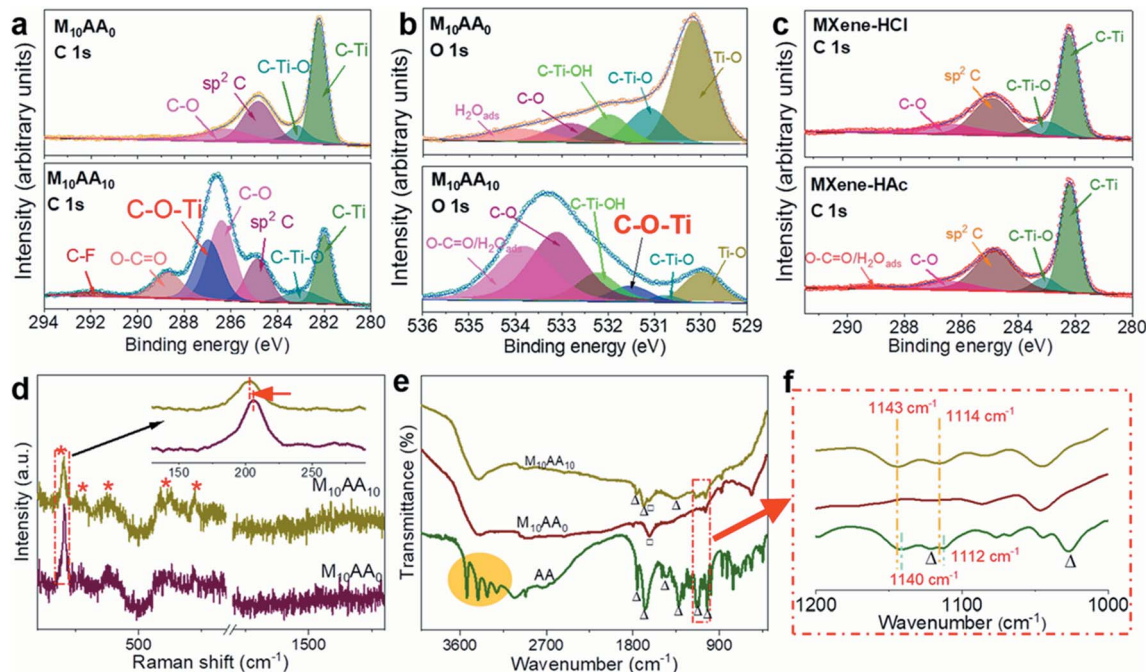 a
M₁₀AA₀
C 1s
C-O
sp² C
C-Ti-O
C-Ti
M₁₀AA₁₀
C 1s
C-F
O-C=O
C-O-Ti
C-O
sp² C
C-Ti-O
C-Ti
Intensity (arbitrary units)
294 292 290 288 286 284 282 280
Binding energy (eV)
b
M₁₀AA₀
O 1s
H₂Oads
C-O
C-Ti-OH
C-Ti-O
Ti-O
M₁₀AA₁₀
O 1s
O-C=O/H₂Oads
C-O
C-Ti-OH
C-O-Ti
C-Ti-O
Ti-O
Intensity (arbitrary units)
536 535 534 533 532 531 530 529
Binding energy (eV)
c
MXene-HCl
C 1s
C-O
sp² C
C-Ti-O
C-Ti
MXene-HAc
C 1s
O-C=O/H₂Oads
C-O
sp² C
C-Ti-O
C-Ti
Intensity (arbitrary units)
290 288 286 284 282 280
Binding energy (eV)
d
150 200 250
M₁₀AA₁₀
M₁₀AA₀
Intensity (a.u.)
500 1500
Raman shift (cm⁻¹)
e
M₁₀AA₁₀
M₁₀AA₀
AA
Transmittance (%)
3600 2700 1800 900
Wavenumber (cm⁻¹)
f
1143 cm⁻¹
1114 cm⁻¹
1112 cm⁻¹
1140 cm⁻¹
1200 1100 1000
Wavenumber (cm⁻¹)